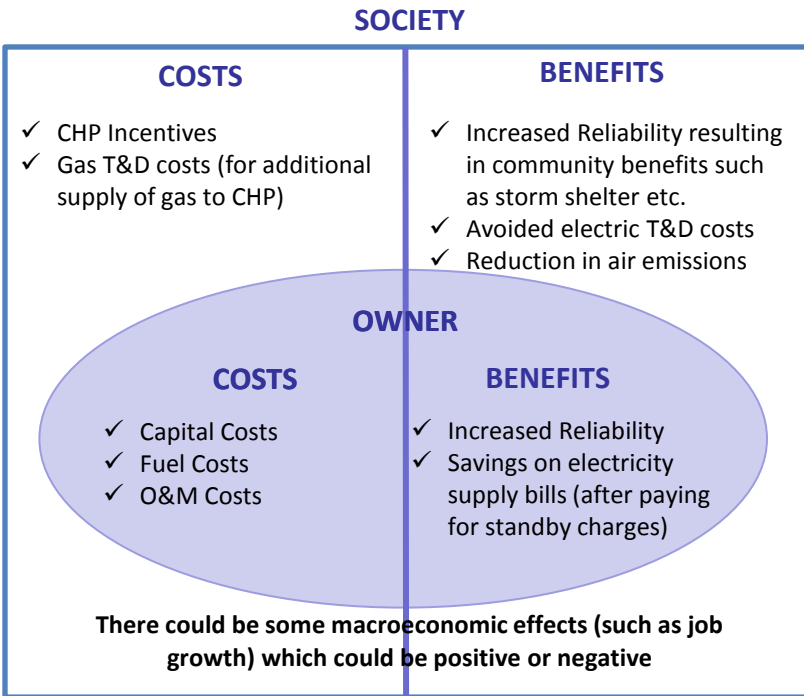 SOCIETY
COSTS
✓ CHP Incentives
✓ Gas T&D costs (for additional
supply of gas to CHP)
BENEFITS
✓ Increased Reliability resulting
in community benefits such
as storm shelter etc.
✓ Avoided electric T&D costs
✓ Reduction in air emissions
OWNER
COSTS
✓ Capital Costs
✓ Fuel Costs
✓ O&M Costs
BENEFITS
✓ Increased Reliability
✓ Savings on electricity
supply bills (after paying
for standby charges)
There could be some macroeconomic effects (such as job
growth) which could be positive or negative